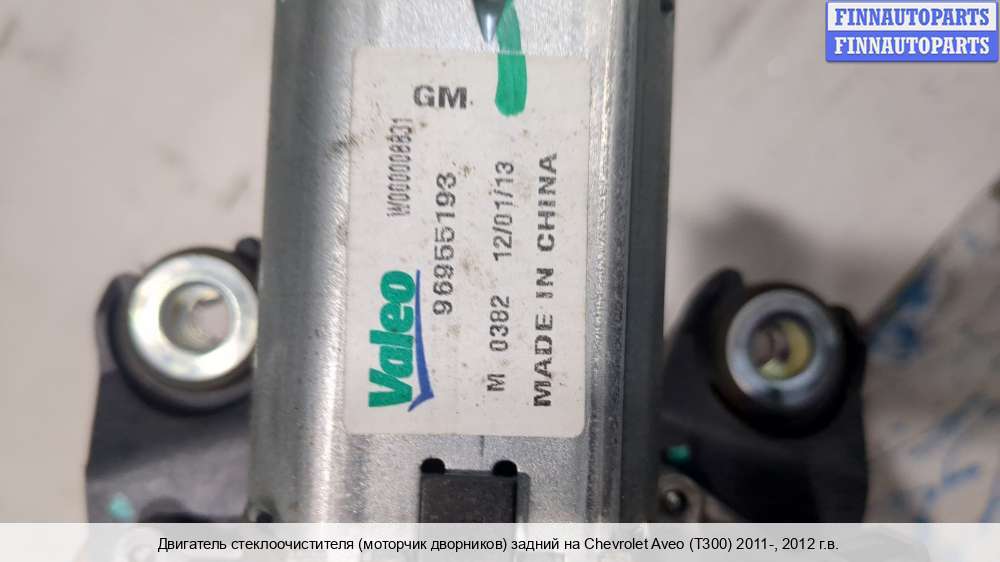 FINNAUTOPARTS
FINNAUTOPARTS
GM
W000008801
96955193
Valeo
M 0382 12/01/13
MADE IN CHINA
Двигатель стеклоочистителя (моторчик дворников) задний на Chevrolet Aveo (T300) 2011-, 2012 г.в.